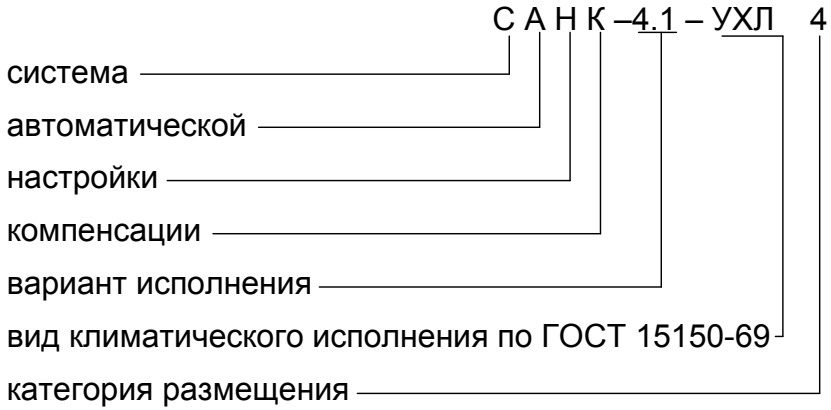 С А Н К –4.1 – УХЛ 4
система
автоматической
настройки
компенсации
вариант исполнения
вид климатического исполнения по ГОСТ 15150-69
категория размещения